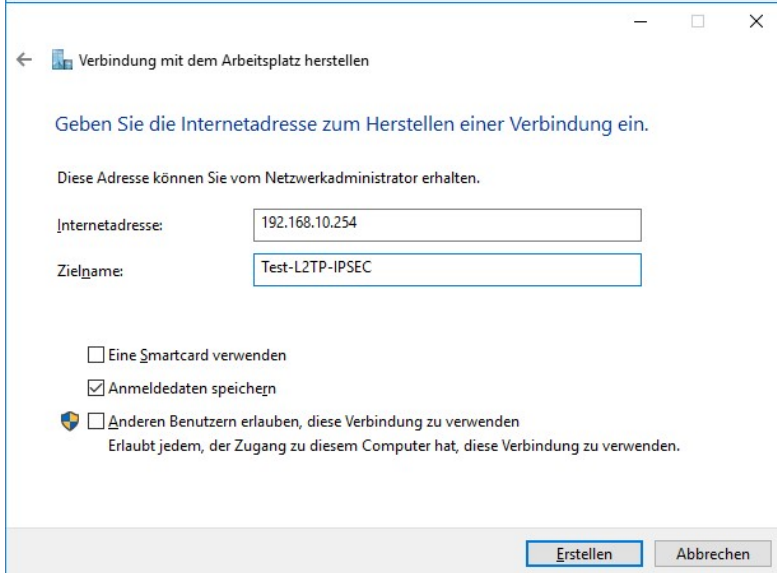 Verbindung mit dem Arbeitsplatz herstellen
Geben Sie die Internetadresse zum Herstellen einer Verbindung ein.
Diese Adresse können Sie vom Netzwerkadministrator erhalten.
Internetadresse: 192.168.10.254
Zielname: Test-L2TP-IPSEC
Eine Smartcard verwenden
Anmeldedaten speichern
Anderen Benutzern erlauben, diese Verbindung zu verwenden
Erlaubt jedem, der Zugang zu diesem Computer hat, diese Verbindung zu verwenden.
Erstellen Abbrechen